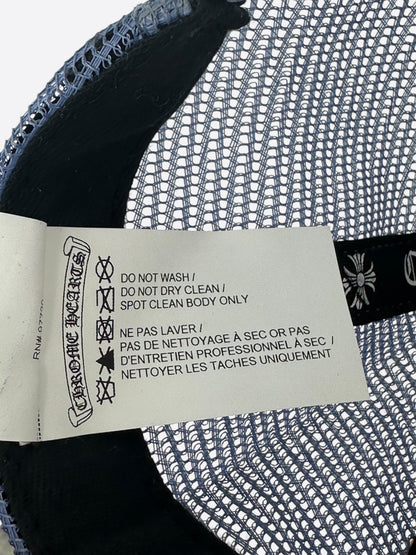 CHROME HEARTS
DO NOT WASH /
DO NOT DRY CLEAN /
SPOT CLEAN BODY ONLY
NE PAS LAVER /
PAS DE NETTOYAGE À SEC OR PAS
D'ENTRETIEN PROFESSIONNEL À SEC /
NETTOYER LES TACHES UNIQUEMENT
RN#